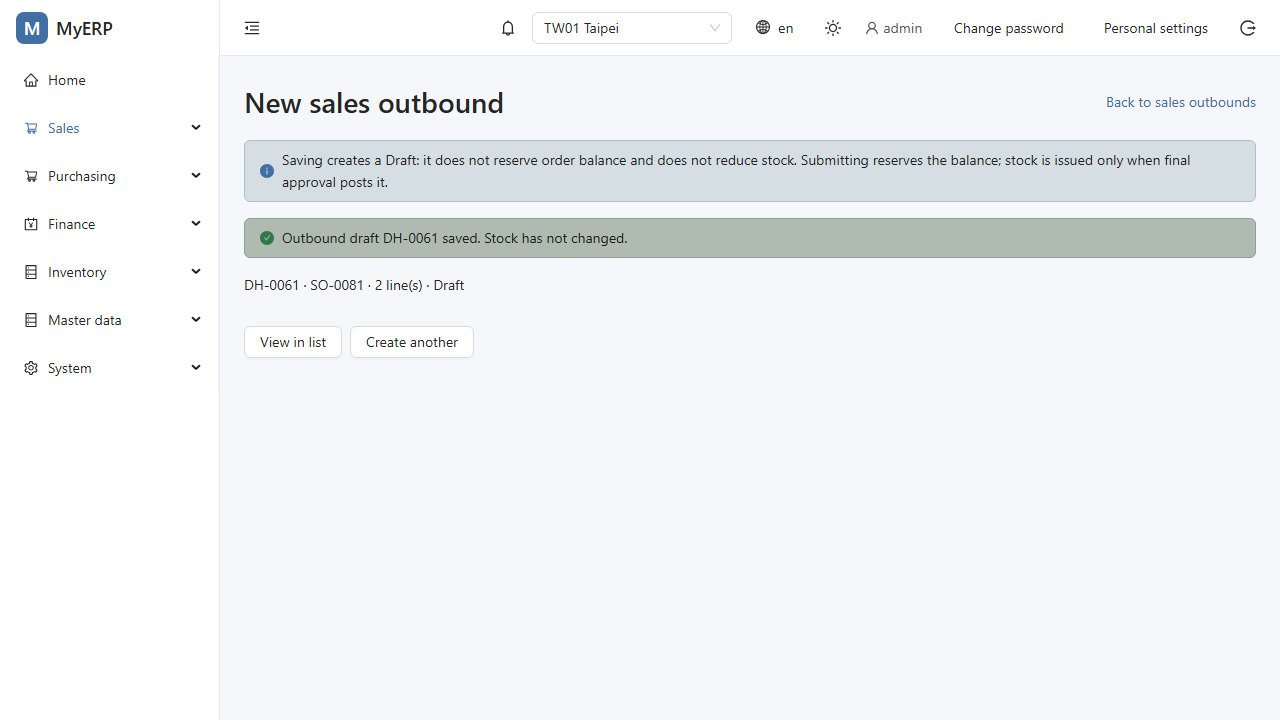 M MyERP
TW01 Taipei
en
admin
Change password
Personal settings
Home
Sales
Purchasing
Finance
Inventory
Master data
System
New sales outbound
Back to sales outbounds
Saving creates a Draft: it does not reserve order balance and does not reduce stock. Submitting reserves the balance; stock is issued only when final
approval posts it.
Outbound draft DH-0061 saved. Stock has not changed.
DH-0061 · SO-0081 · 2 line(s) · Draft
View in list
Create another